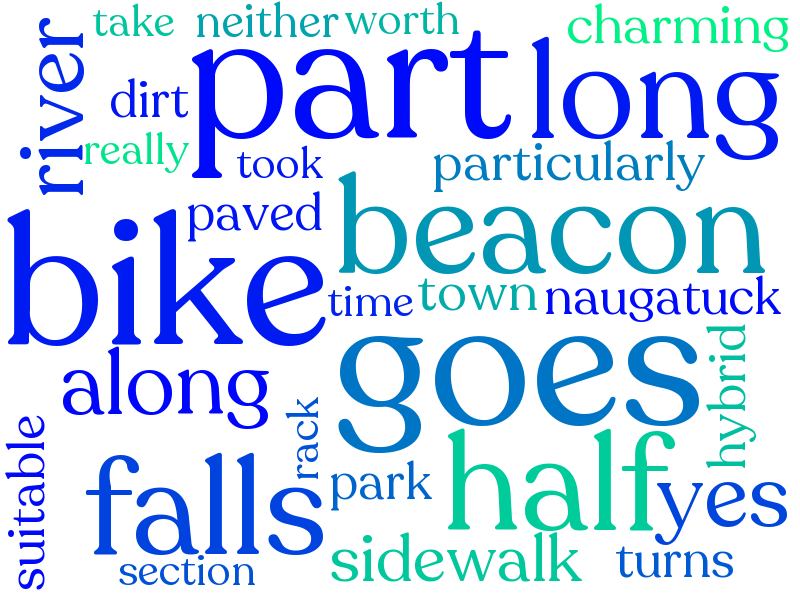 take neither worth charming
river part long
dirt
really took particularly
paved beacon
bike time town naugatuck
along goes hybrid
suitable falls rack park half yes
section sidewalk turns